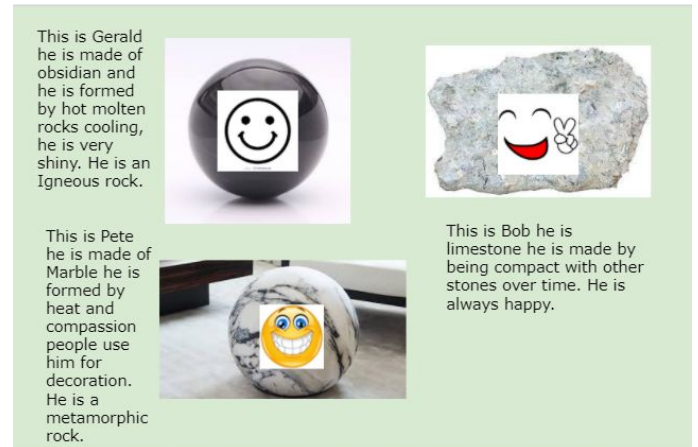 This is Gerald
he is made of
obsidian and
he is formed
by hot molten
rocks cooling,
he is very
shiny. He is an
Igneous rock.
This is Bob he is
limestone he is made by
being compact with other
stones over time. He is
always happy.
This is Pete
he is made of
Marble he is
formed by
heat and
compassion
people use
him for
decoration.
He is a
metamorphic
rock.